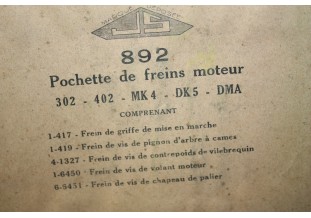 MARQUE DÉPOSÉE
892
Pochette de freins moteur
302 - 402 - MK4 - DK5 - DMA
COMPRENANT
1-417 - Frein de griffe de mise en marche
1-419 - Frein de vis de pignon d'arbre à cames
4-1327 - Frein de vis de contrepoids de vilebrequin
1-6450 - Frein de vis de volant moteur
6-5451 - Frein de vis de chapeau de palier